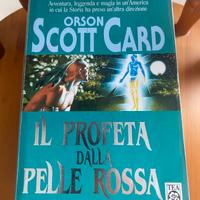 ORSON
SCOTT CARD
Avventura, leggenda e magia in un'America
in cui la Storia ha preso un'altra direzione
IL PROFETA
DALLA
PELLE ROSSA
TEA